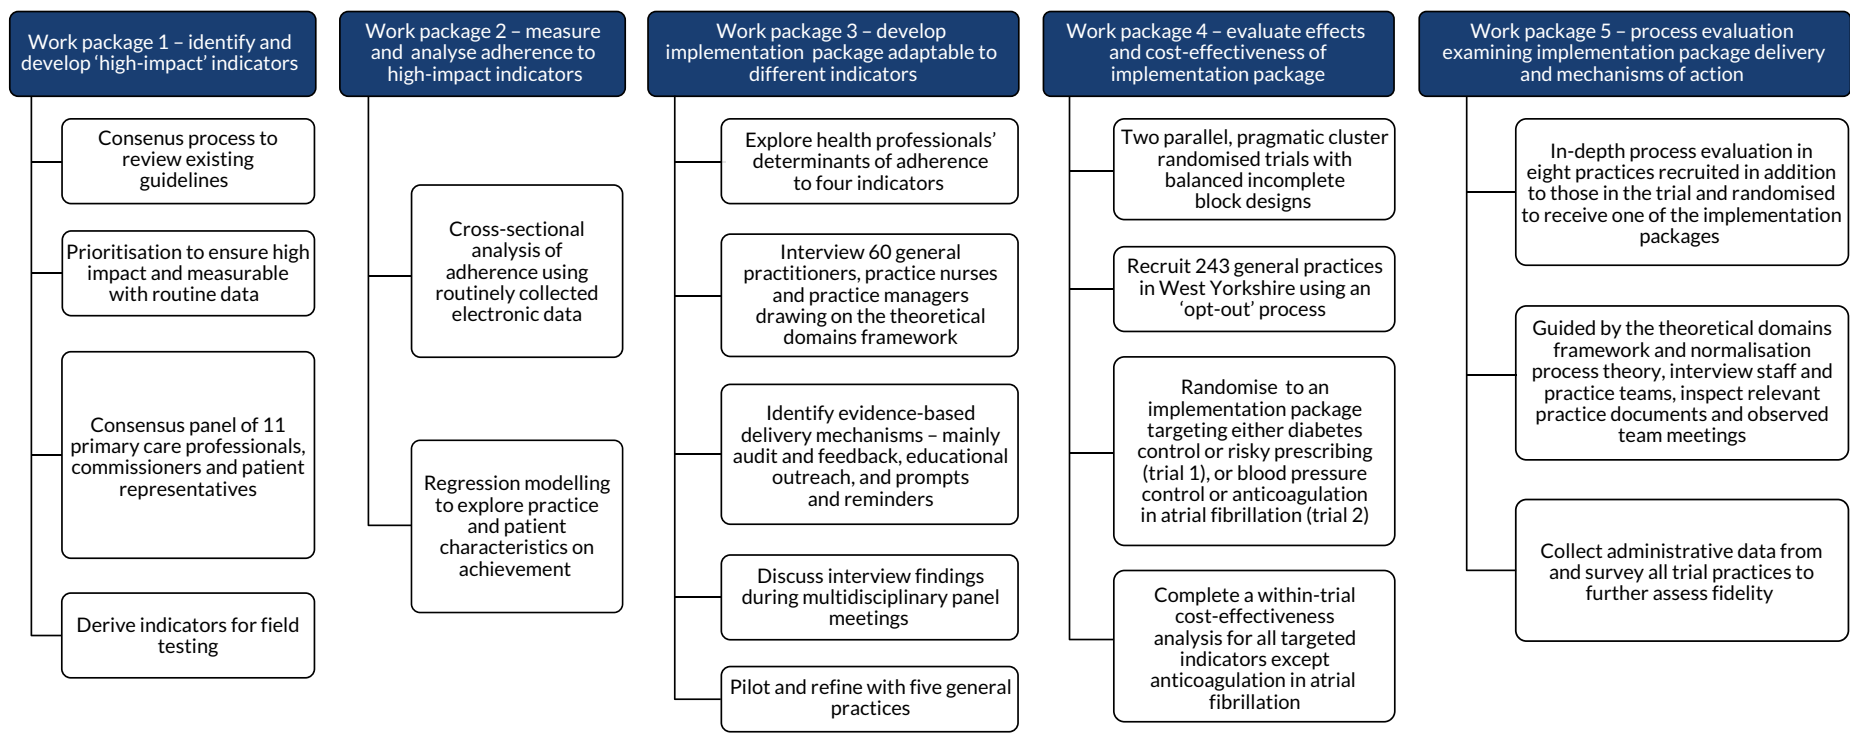 Work package 1 – identify and
develop ‘high-impact’ indicators
Consenus process to
review existing
guidelines
Prioritisation to ensure high
impact and measurable
with routine data
Consensus panel of 11
primary care professionals,
commissioners and patient
representatives
Derive indicators for field
testing
Work package 2 – measure
and analyse adherence to
high-impact indicators
Cross-sectional
analysis of
adherence using
routinely collected
electronic data
Regression modelling
to explore practice
and patient
characteristics on
achievement
Work package 3 – develop
implementation package adaptable to
different indicators
Explore health professionals’
determinants of adherence
to four indicators
Interview 60 general
practitioners, practice nurses
and practice managers
drawing on the theoretical
domains framework
Identify evidence-based
delivery mechanisms – mainly
audit and feedback, educational
outreach, and prompts
and reminders
Discuss interview findings
during multidisciplinary panel
meetings
Pilot and refine with five general
practices
Work package 4 – evaluate effects
and cost-effectiveness of
implementation package
Two parallel, pragmatic cluster
randomised trials with
balanced incomplete
block designs
Recruit 243 general practices
in West Yorkshire using an
‘opt-out’ process
Randomise to an
implementation package
targeting either diabetes
control or risky prescribing
(trial 1), or blood pressure
control or anticoagulation
in atrial fibrillation (trial 2)
Complete a within-trial
cost-effectiveness
analysis for all targeted
indicators except
anticoagulation in atrial
fibrillation
Work package 5 – process evaluation
examining implementation package delivery
and mechanisms of action
In-depth process evaluation in
eight practices recruited in addition
to those in the trial and randomised
to receive one of the implementation
packages
Guided by the theoretical domains
framework and normalisation
process theory, interview staff and
practice teams, inspect relevant
practice documents and observed
team meetings
Collect administrative data from
and survey all trial practices to
further assess fidelity